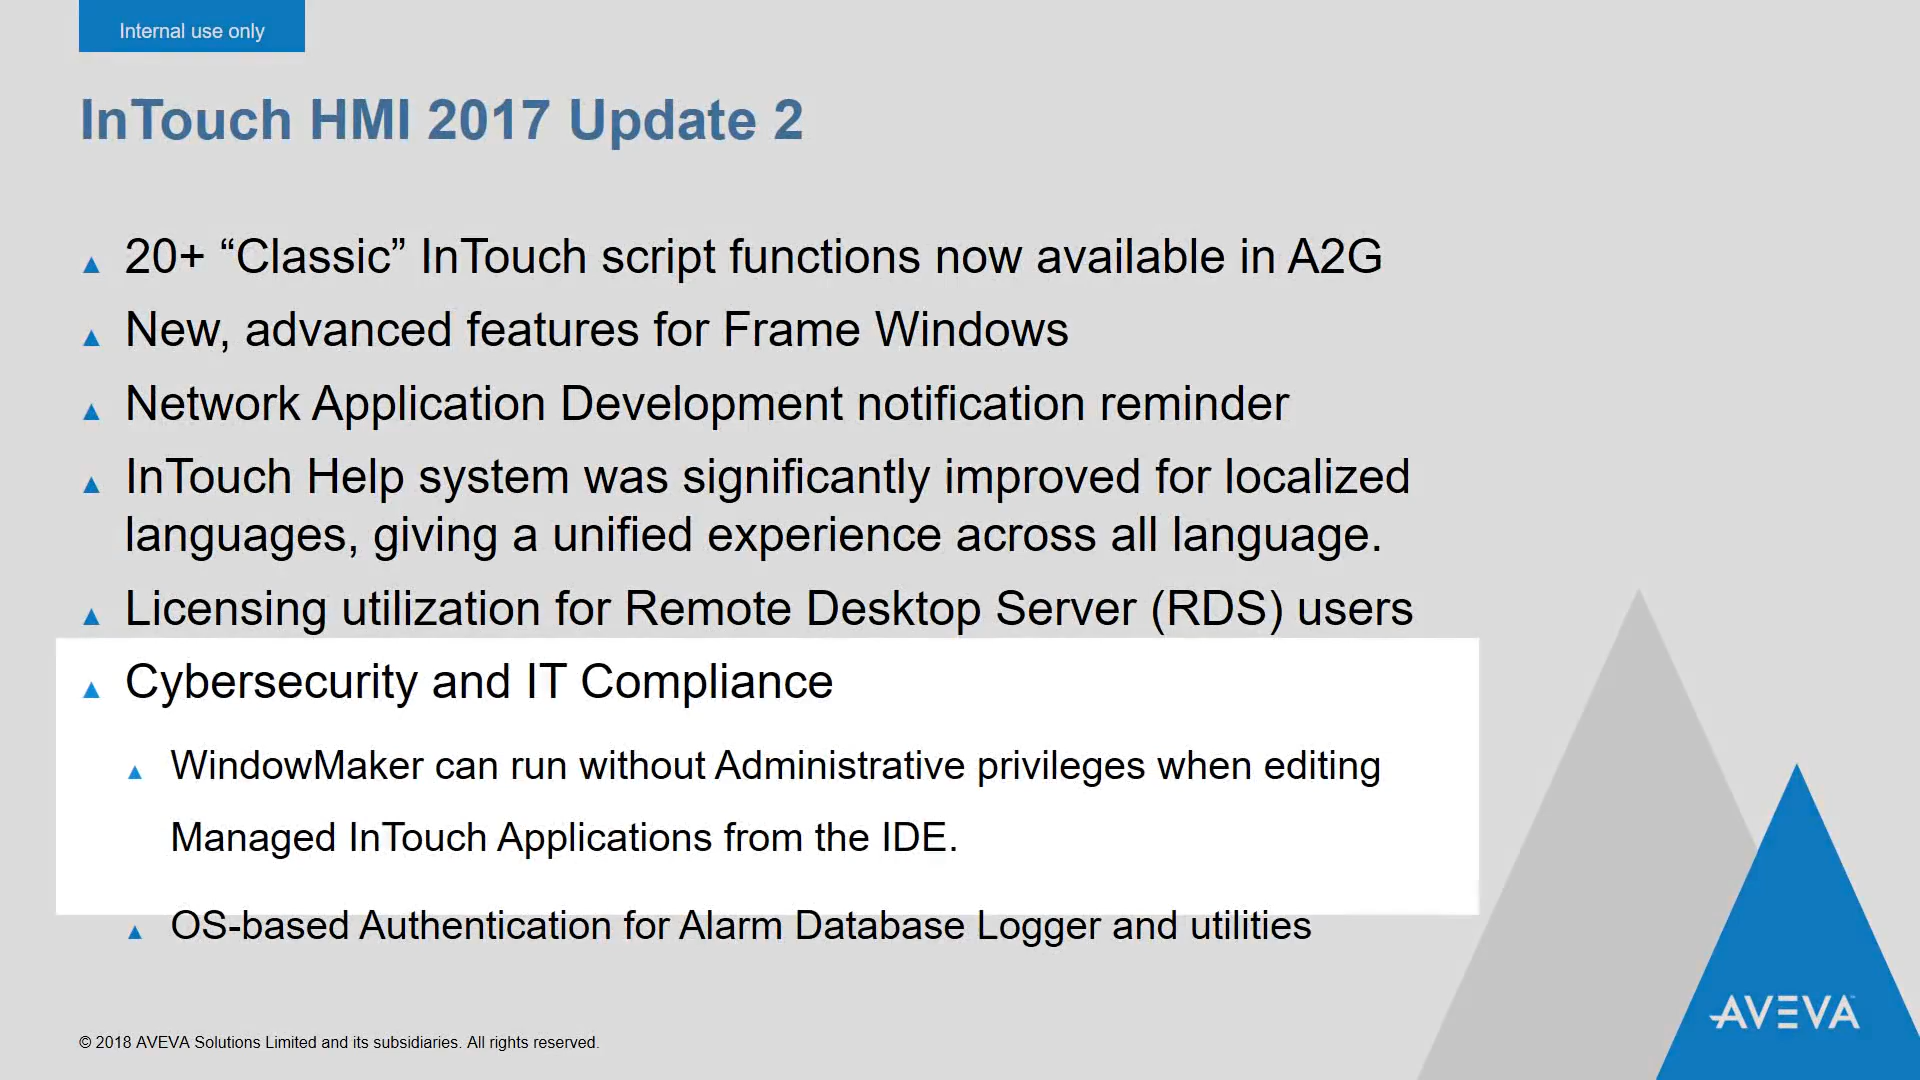 Internal use only
InTouch HMI 2017 Update 2
20+ “Classic” InTouch script functions now available in A2G
New, advanced features for Frame Windows
Network Application Development notification reminder
InTouch Help system was significantly improved for localized
languages, giving a unified experience across all language.
Licensing utilization for Remote Desktop Server (RDS) users
Cybersecurity and IT Compliance
WindowMaker can run without Administrative privileges when editing
Managed InTouch Applications from the IDE.
OS-based Authentication for Alarm Database Logger and utilities
© 2018 AVEVA Solutions Limited and its subsidiaries. All rights reserved.
AVEVA